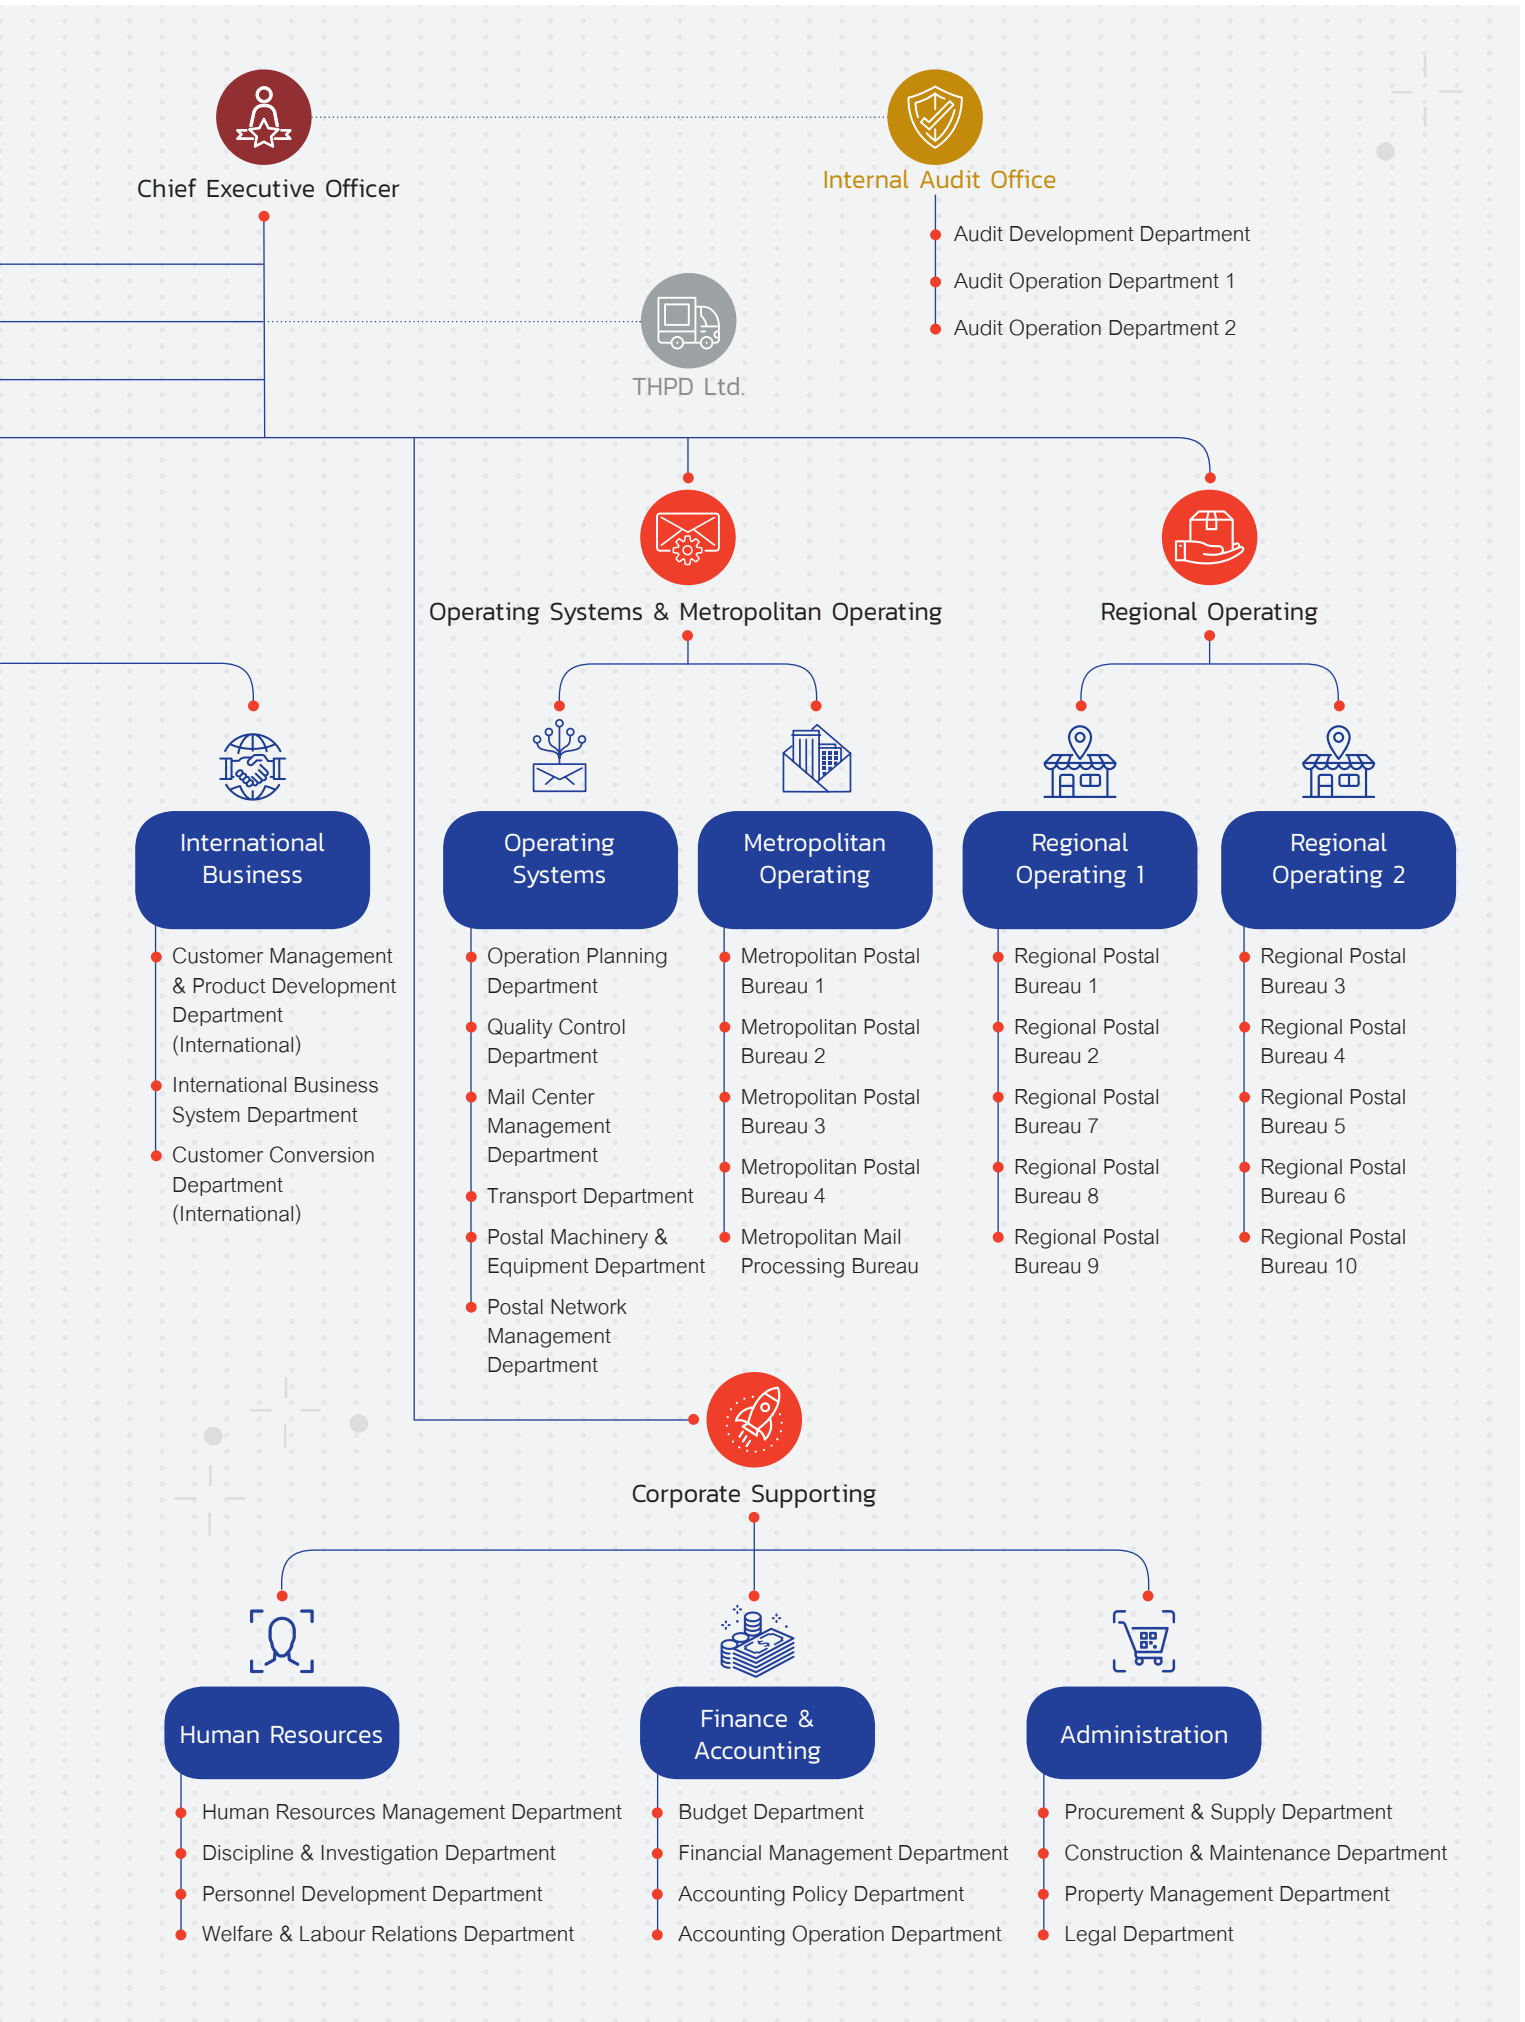 Chief Executive Officer
Internal Audit Office
Audit Development Department
Audit Operation Department 1
Audit Operation Department 2
THPD Ltd.
Operating Systems & Metropolitan Operating
Regional Operating
International
Business
Customer Management
& Product Development
Department
(International)
International Business
System Department
Customer Conversion
Department
(International)
Operating
Systems
Operation Planning
Department
Quality Control
Department
Mail Center
Management
Department
Transport Department
Postal Machinery &
Equipment Department
Postal Network
Management
Department
Metropolitan
Operating
Metropolitan Postal
Bureau 1
Metropolitan Postal
Bureau 2
Metropolitan Postal
Bureau 3
Metropolitan Postal
Bureau 4
Metropolitan Mail
Processing Bureau
Regional
Operating 1
Regional Postal
Bureau 1
Regional Postal
Bureau 2
Regional Postal
Bureau 7
Regional Postal
Bureau 8
Regional Postal
Bureau 9
Regional
Operating 2
Regional Postal
Bureau 3
Regional Postal
Bureau 4
Regional Postal
Bureau 5
Regional Postal
Bureau 6
Regional Postal
Bureau 10
Corporate Supporting
Human Resources
Human Resources Management Department
Discipline & Investigation Department
Personnel Development Department
Welfare & Labour Relations Department
Finance &
Accounting
Budget Department
Financial Management Department
Accounting Policy Department
Accounting Operation Department
Administration
Procurement & Supply Department
Construction & Maintenance Department
Property Management Department
Legal Department